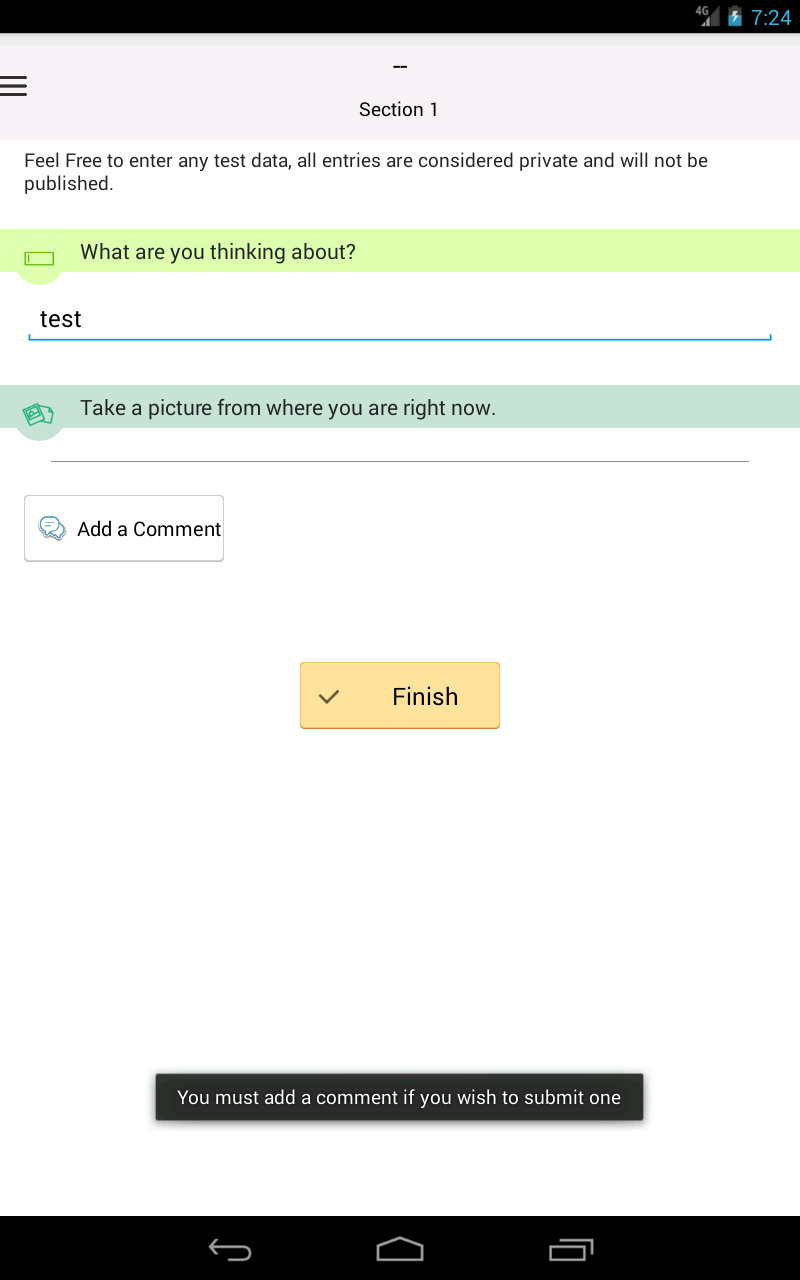 4G
7:24
--
Section 1
Feel Free to enter any test data, all entries are considered private and will not be
published.
What are you thinking about?
test
Take a picture from where you are right now.
Add a Comment
Finish
You must add a comment if you wish to submit one